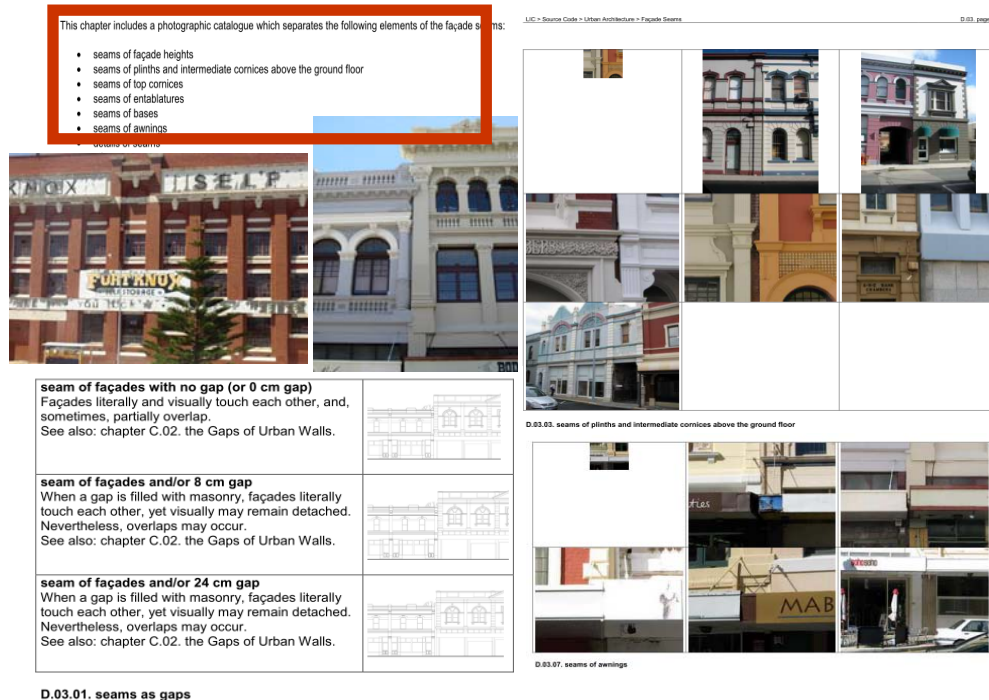 This chapter includes a photographic catalogue which separates the following elements of the façade seams:
• seams of façade heights
• seams of plinths and intermediate cornices above the ground floor
• seams of top cornices
• seams of entablatures
• seams of bases
• seams of awnings
• details of seams
KNOX SELF
FORT KNOX
SELF STORAGE
seam of façades with no gap (or 0 cm gap)
Façades literally and visually touch each other, and,
sometimes, partially overlap.
See also: chapter C.02. the Gaps of Urban Walls.
seam of façades and/or 8 cm gap
When a gap is filled with masonry, façades literally
touch each other, yet visually may remain detached.
Nevertheless, overlaps may occur.
See also: chapter C.02. the Gaps of Urban Walls.
seam of façades and/or 24 cm gap
When a gap is filled with masonry, façades literally
touch each other, yet visually may remain detached.
Nevertheless, overlaps may occur.
See also: chapter C.02. the Gaps of Urban Walls.
D.03.01. seams as gaps
LIC > Source Code > Urban Architecture > Façade Seams D.03. page
CHAMBERS
D.03.03. seams of plinths and intermediate cornices above the ground floor
ties
MAB
D.03.07. seams of awnings